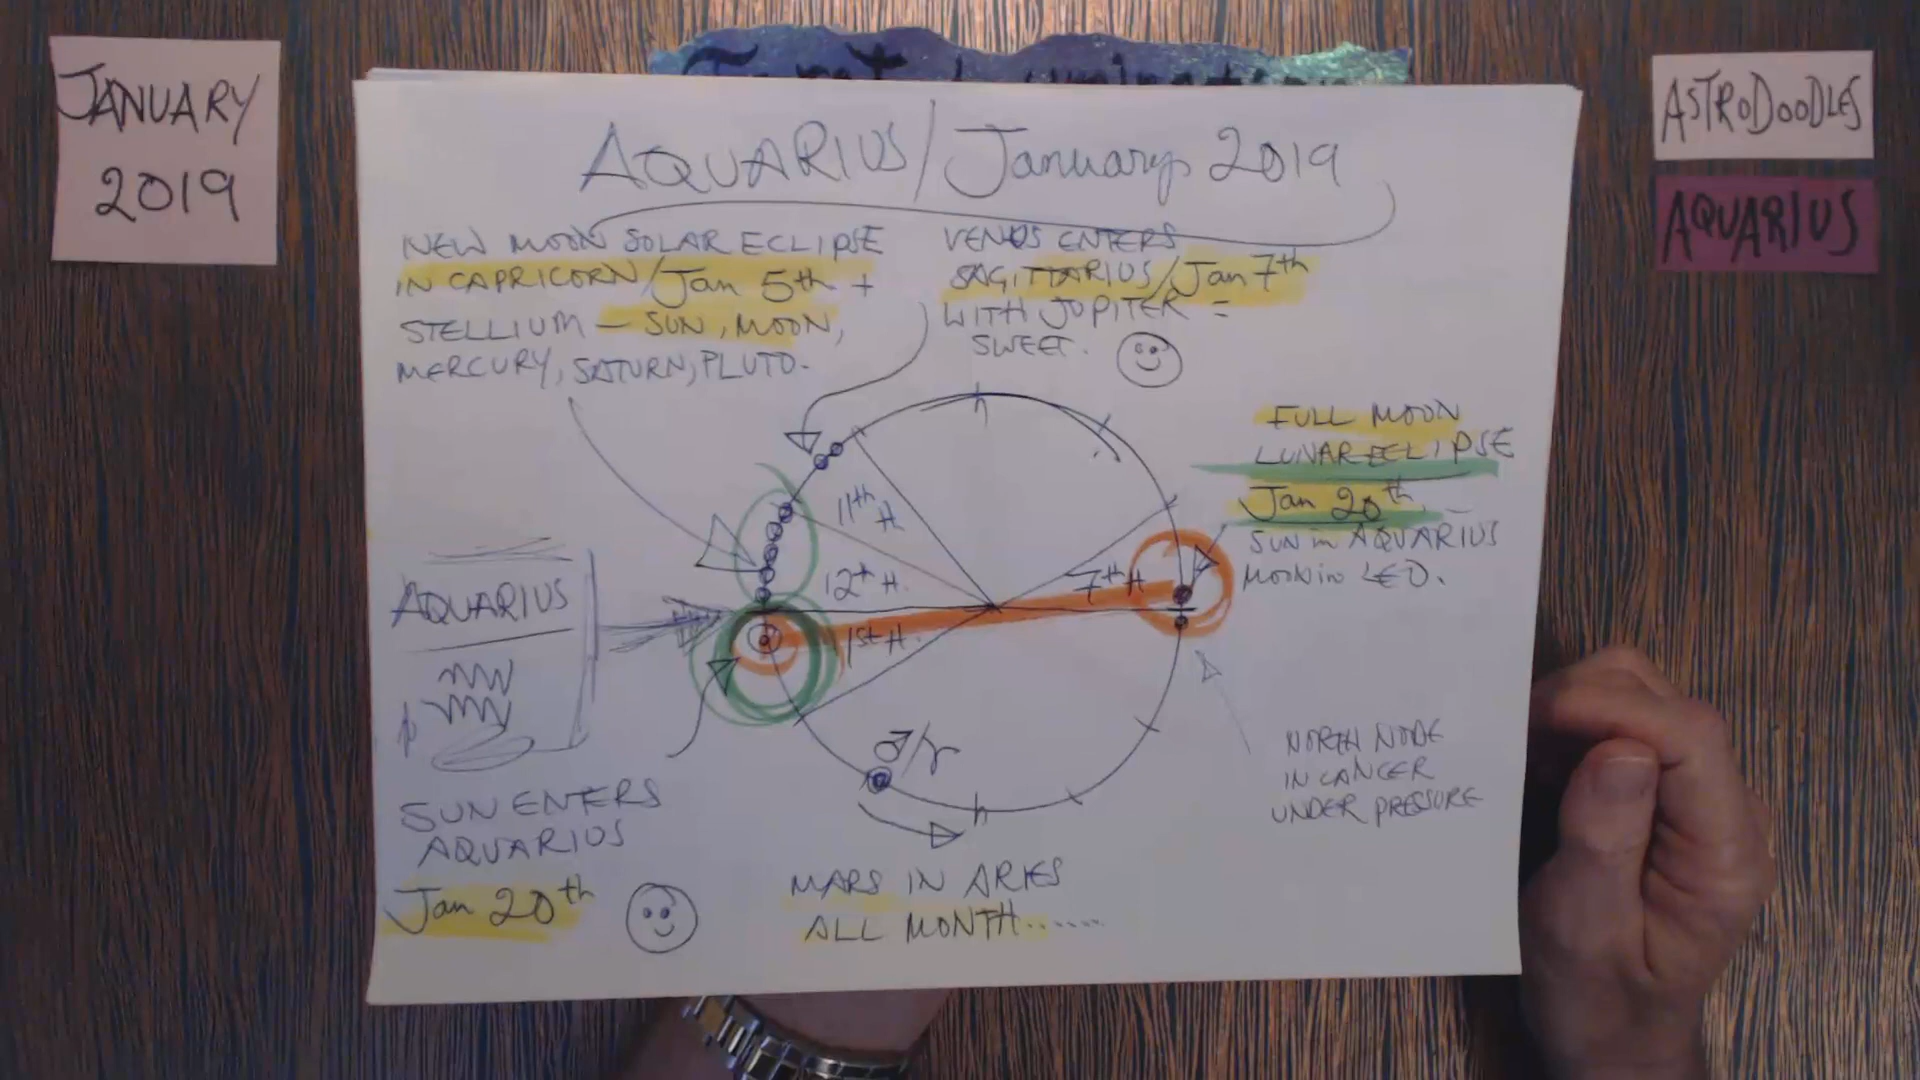 JANUARY
2019
ASTRODOODLES
AQUARIUS
AQUARIUS/January 2019
NEW MOON SOLAR ECLIPSE
IN CAPRICORN/Jan 5th +
STELLIUM — SUN, MOON,
MERCURY, SATURN, PLUTO.
VENUS ENTERS
SAGITTARIUS/Jan 7th
WITH JUPITER =
SWEET.
FULL MOON
LUNAR ECLIPSE
Jan 20th. —
SUN in AQUARIUS
MOON in LEO.
11th H
12th H.
7th H
1st H.
AQUARIUS
♂/♈
NORTH NODE
IN CANCER
UNDER PRESSURE
SUN ENTERS
AQUARIUS
Jan 20th
MARS IN ARIES
ALL MONTH.......